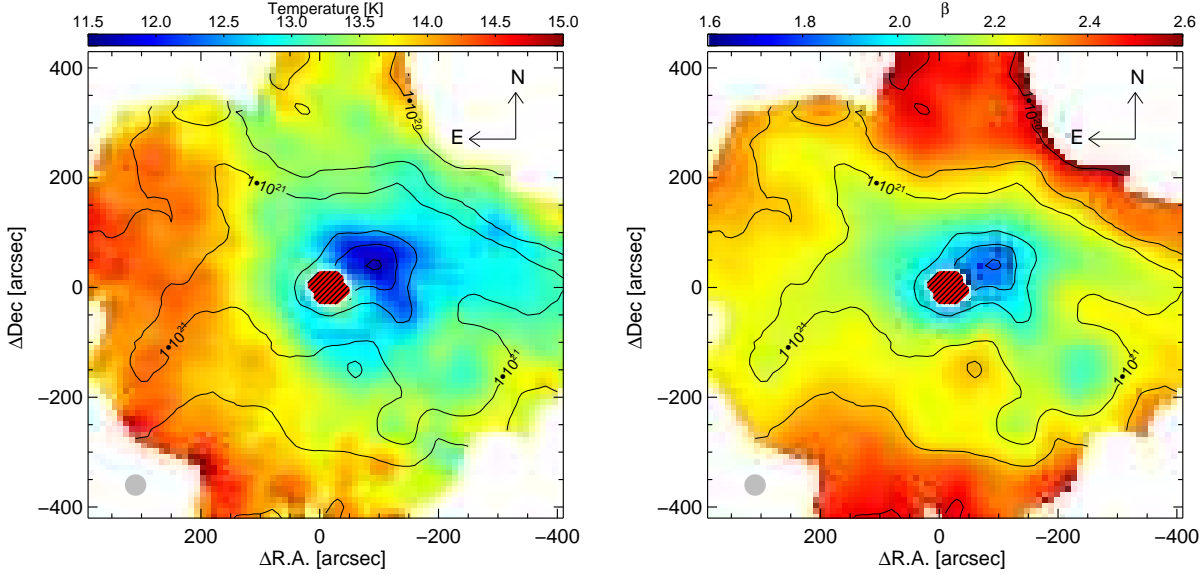 Temperature [K]
11.5 12.0 12.5 13.0 13.5 14.0 14.5 15.0
400
200
0
−200
−400
ΔDec [arcsec]
200 0 −200 −400
ΔR.A. [arcsec]
N
E
1•10²⁰
1•10²¹
1•10²¹
1•10²¹
β
1.6 1.8 2.0 2.2 2.4 2.6
400
200
0
−200
−400
ΔDec [arcsec]
200 0 −200 −400
ΔR.A. [arcsec]
N
E
1•10²⁰
1•10²¹
1•10²¹
1•10²¹